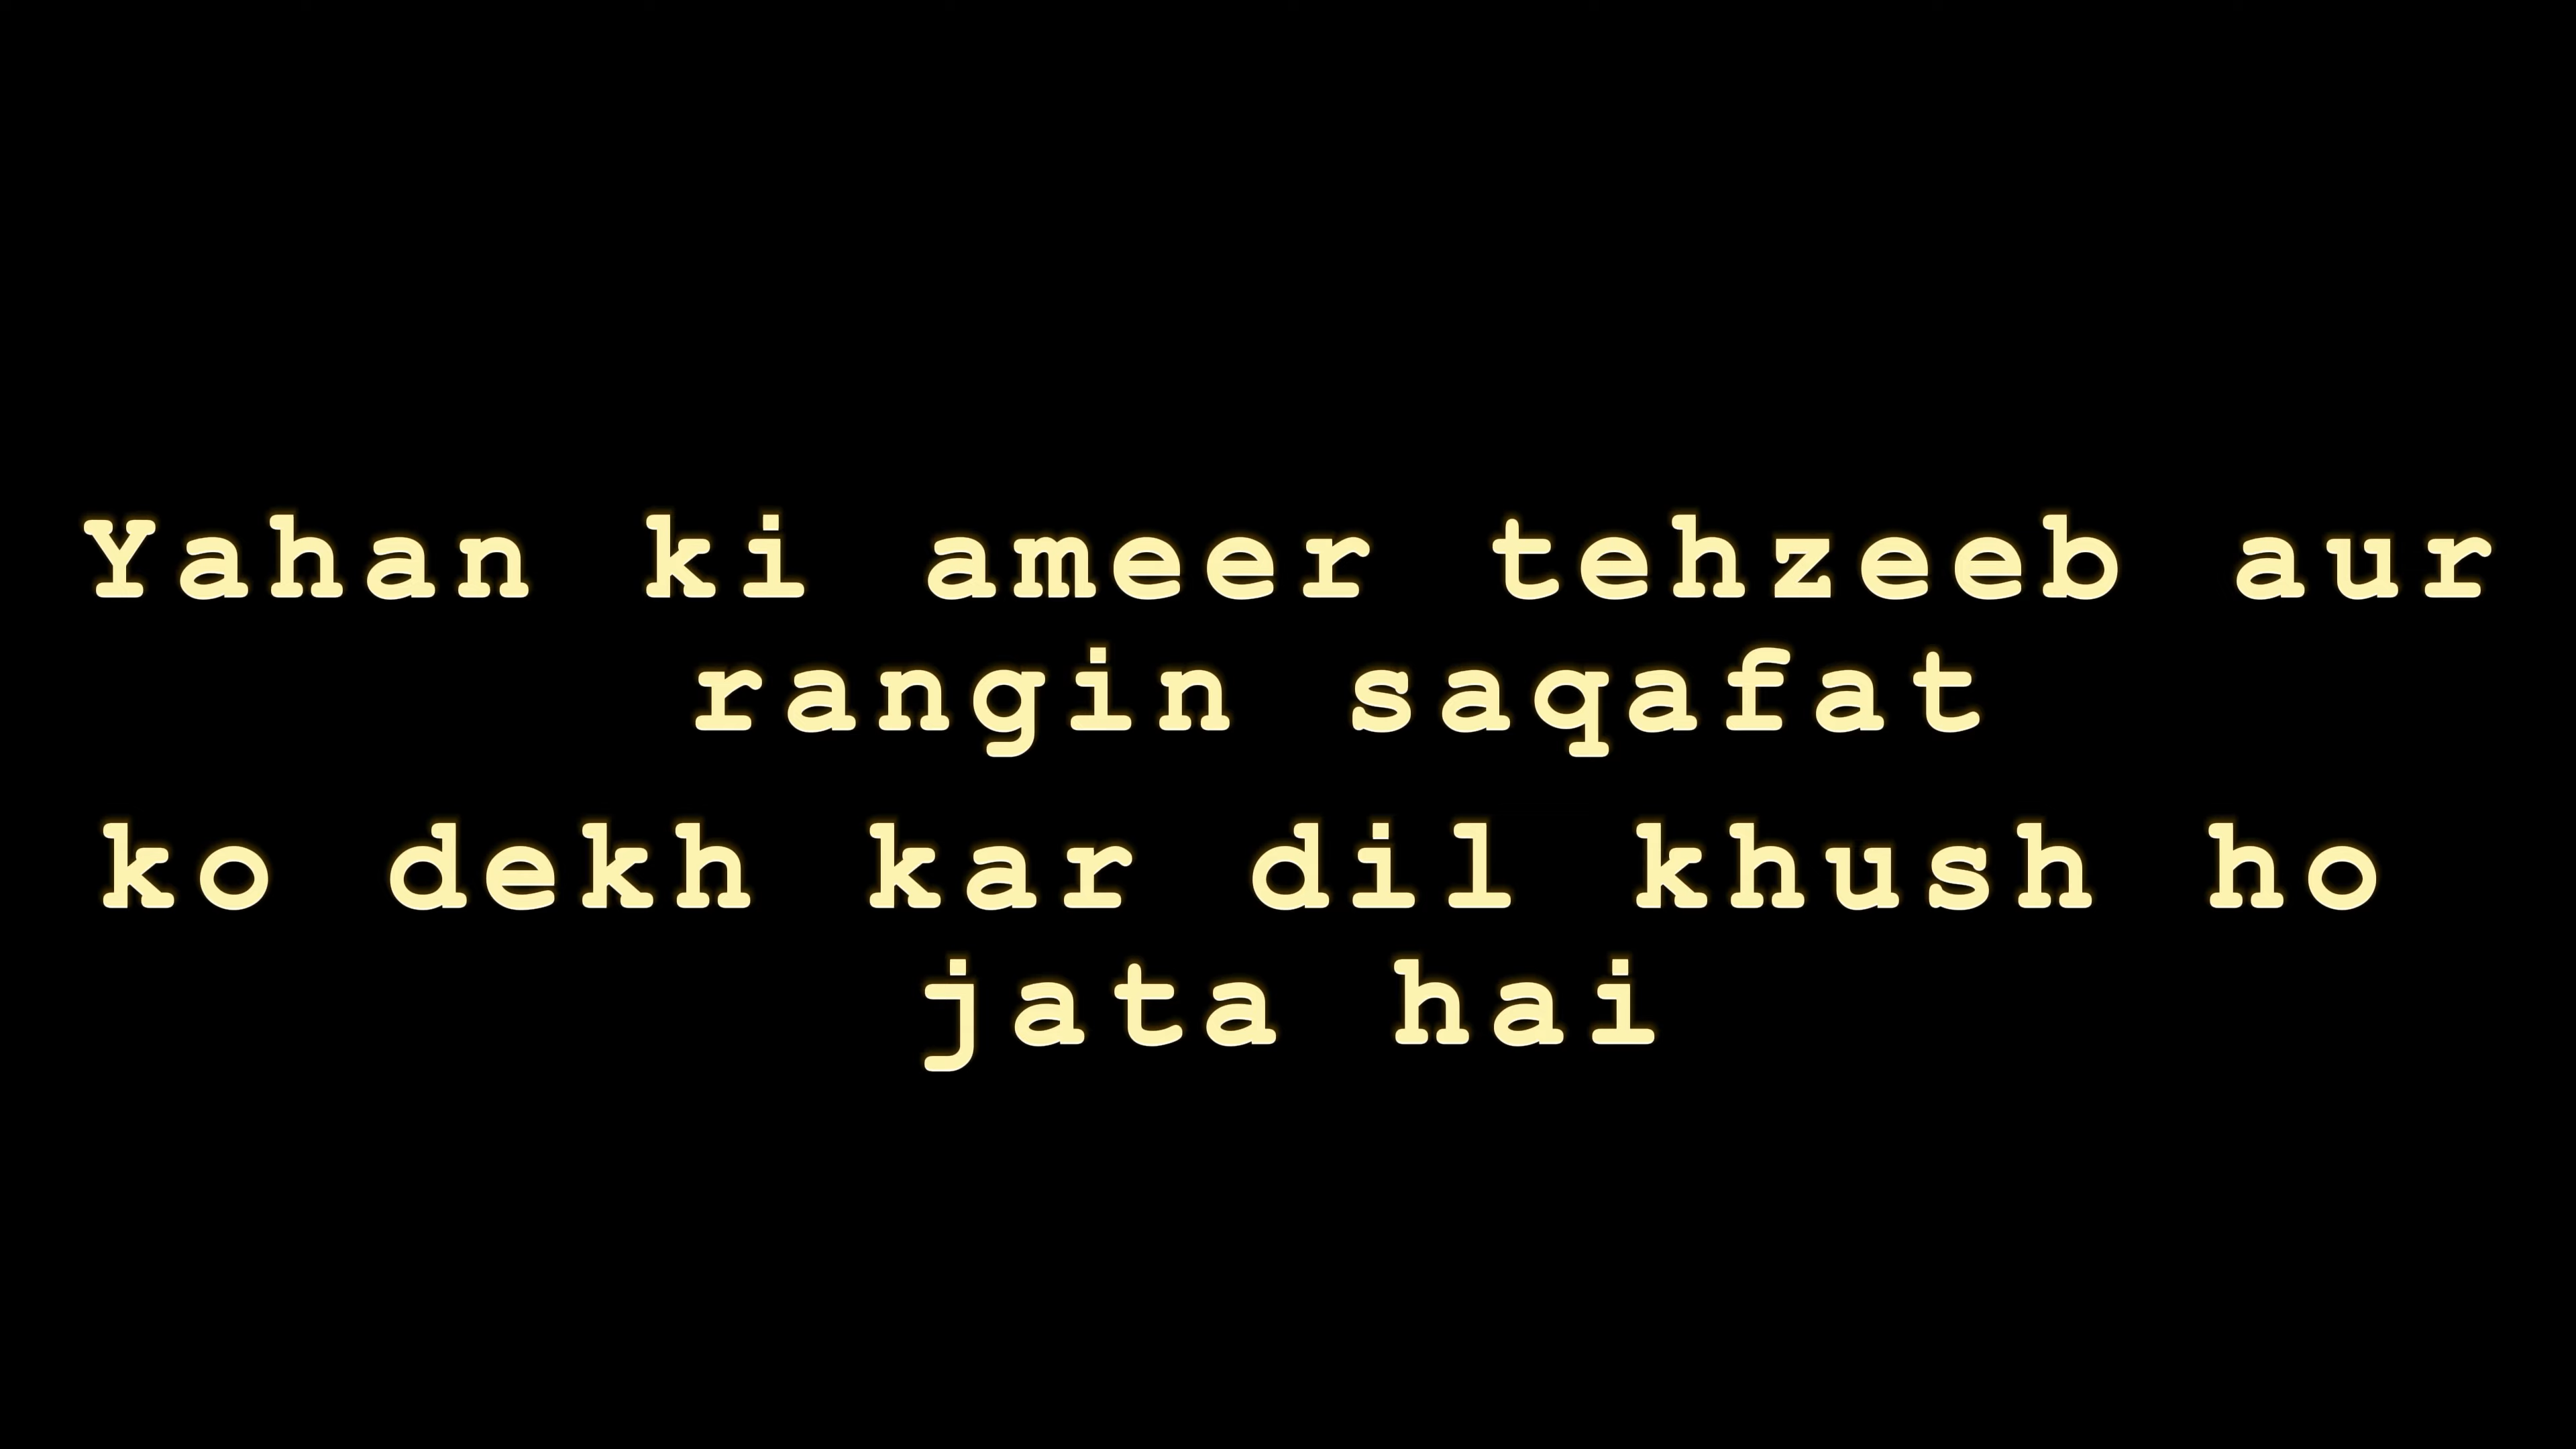 Yahan ki ameer tehzeeb aur
rangin saqafat
ko dekh kar dil khush ho
jata hai